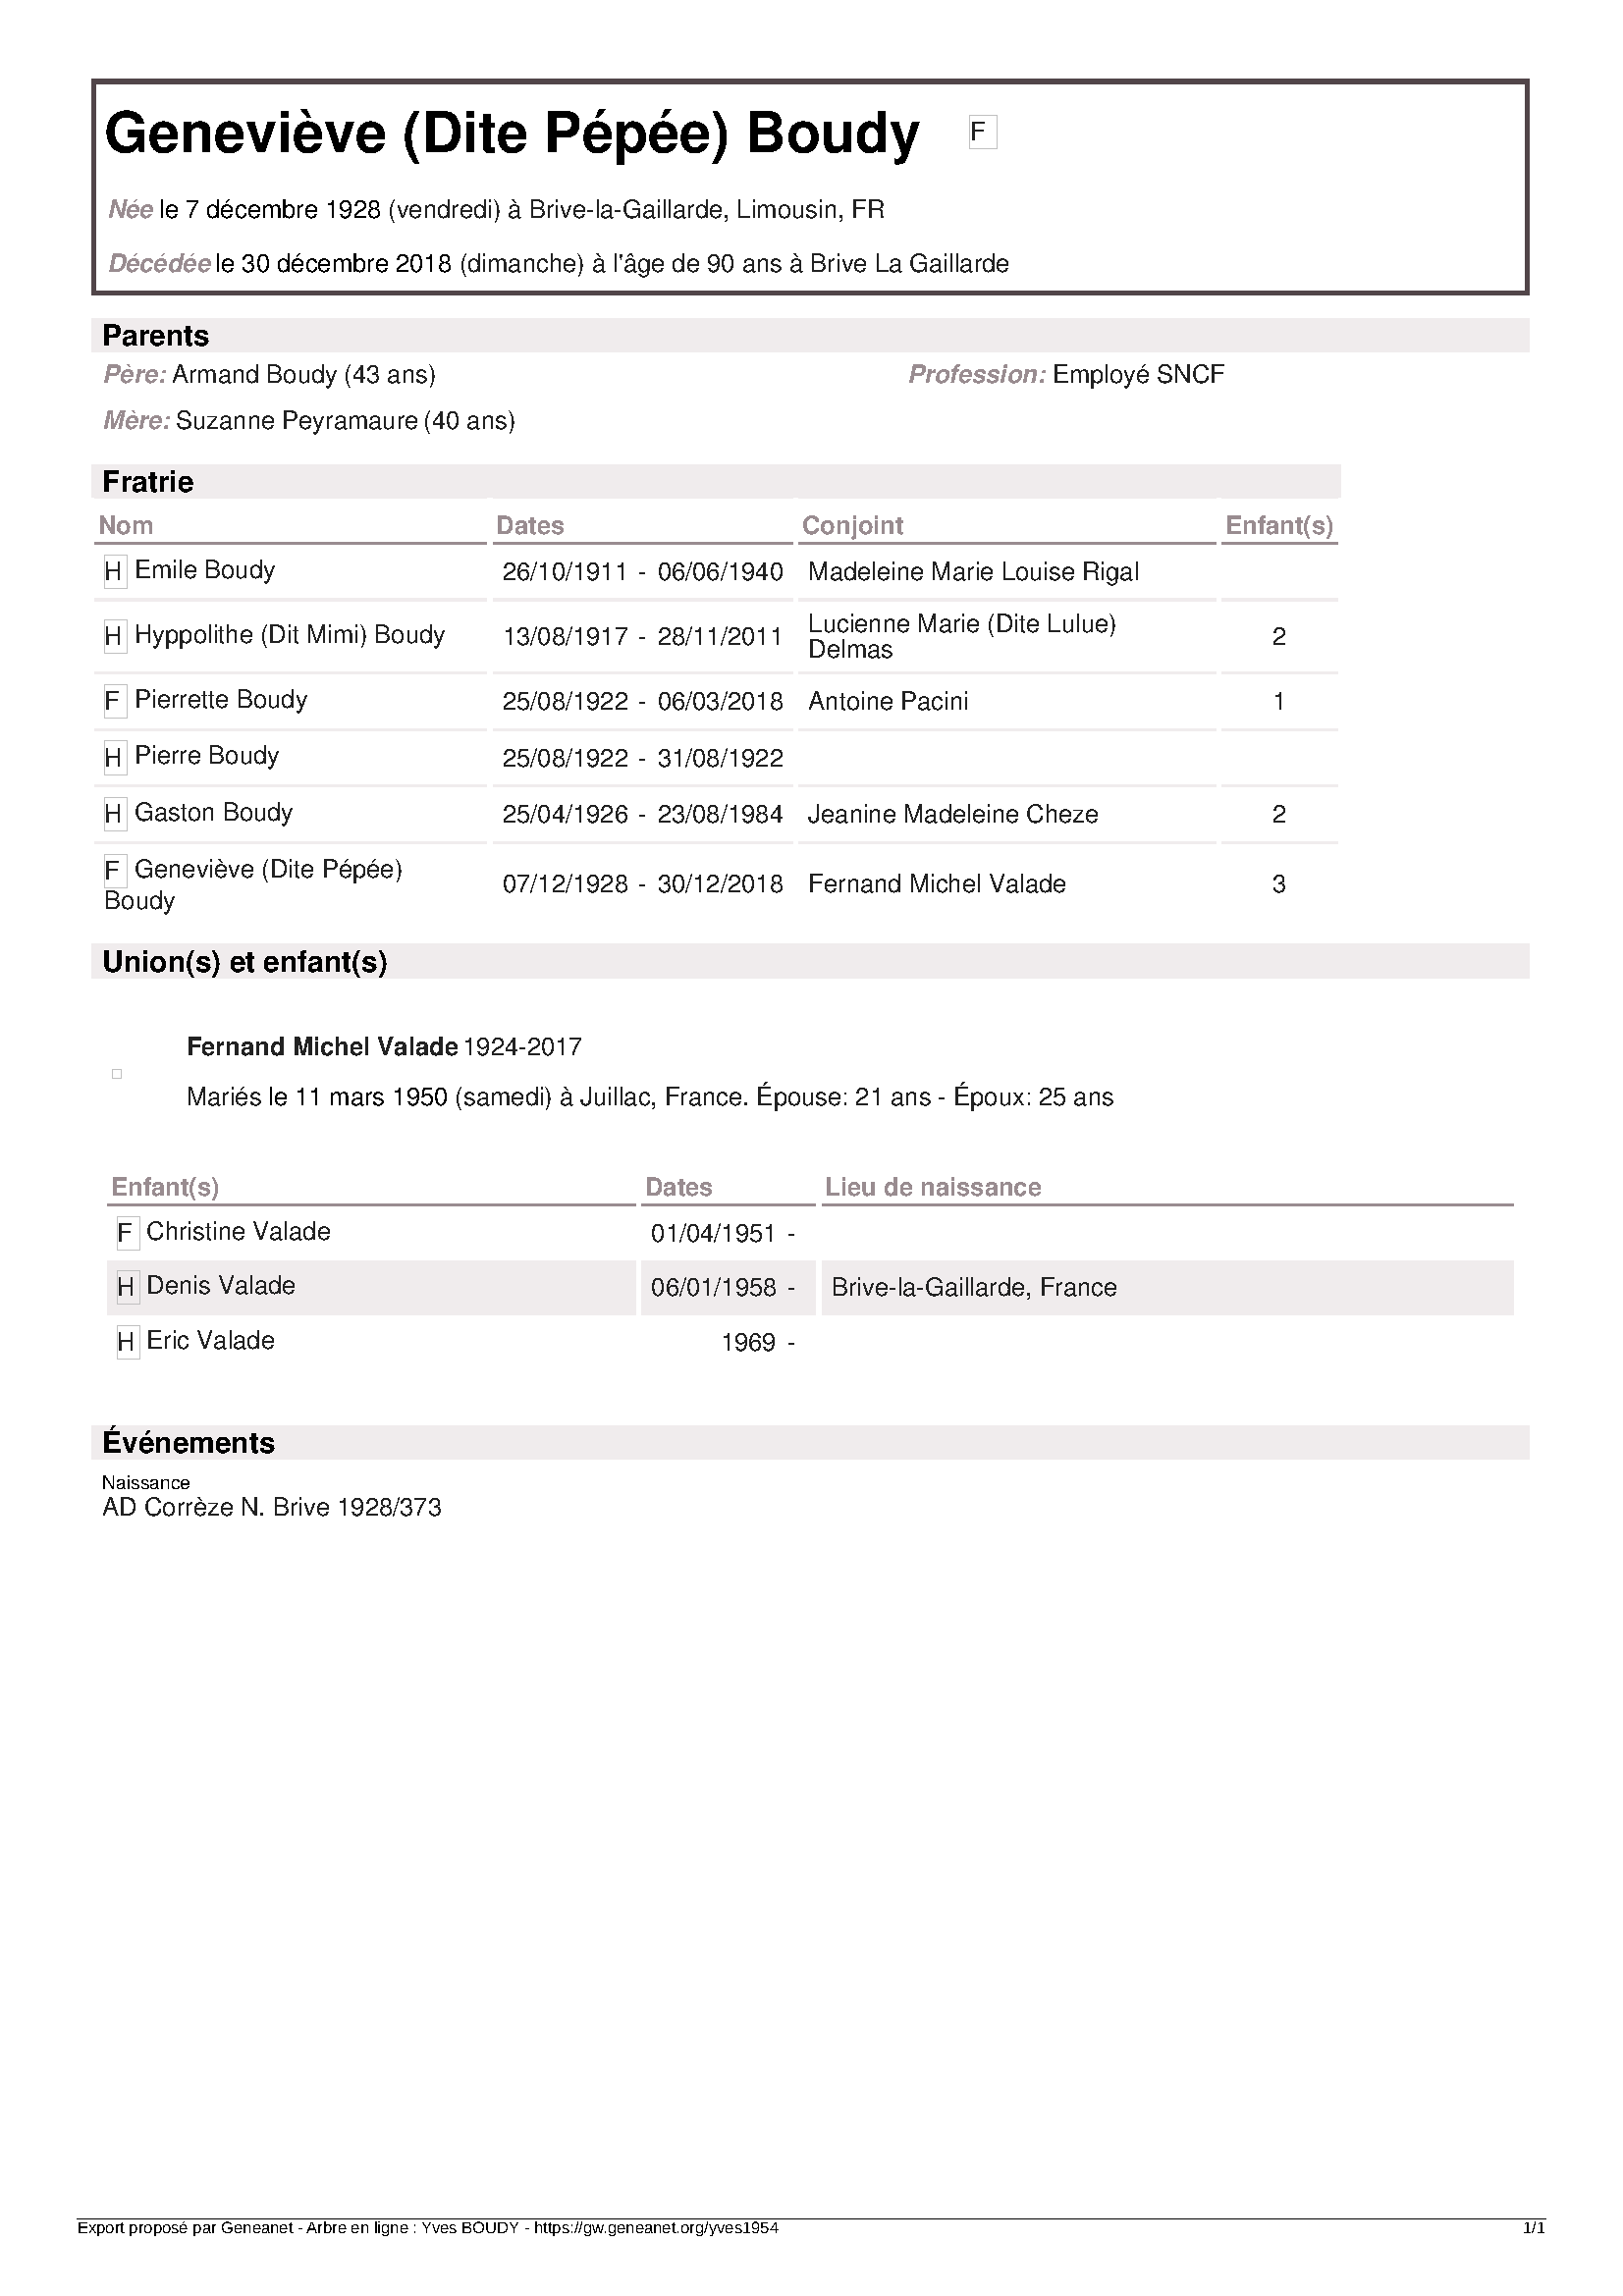 Geneviève (Dite Pépée) Boudy F
Née le 7 décembre 1928 (vendredi) à Brive-la-Gaillarde, Limousin, FR
Décédée le 30 décembre 2018 (dimanche) à l'âge de 90 ans à Brive La Gaillarde
Parents
Père: Armand Boudy (43 ans) Profession: Employé SNCF
Mère: Suzanne Peyramaure (40 ans)
Fratrie
Nom Dates Conjoint Enfant(s)
H Emile Boudy 26/10/1911 - 06/06/1940 Madeleine Marie Louise Rigal
H Hyppolithe (Dit Mimi) Boudy 13/08/1917 - 28/11/2011 Lucienne Marie (Dite Lulue)
Delmas 2
F Pierrette Boudy 25/08/1922 - 06/03/2018 Antoine Pacini 1
H Pierre Boudy 25/08/1922 - 31/08/1922
H Gaston Boudy 25/04/1926 - 23/08/1984 Jeanine Madeleine Cheze 2
F Geneviève (Dite Pépée)
Boudy 07/12/1928 - 30/12/2018 Fernand Michel Valade 3
Union(s) et enfant(s)
Fernand Michel Valade 1924-2017
Mariés le 11 mars 1950 (samedi) à Juillac, France. Épouse: 21 ans - Époux: 25 ans
Enfant(s) Dates Lieu de naissance
F Christine Valade 01/04/1951 -
H Denis Valade 06/01/1958 - Brive-la-Gaillarde, France
H Eric Valade 1969 -
Événements
Naissance
AD Corrèze N. Brive 1928/373
Export proposé par Geneanet - Arbre en ligne : Yves BOUDY - https://gw.geneanet.org/yves1954 1/1